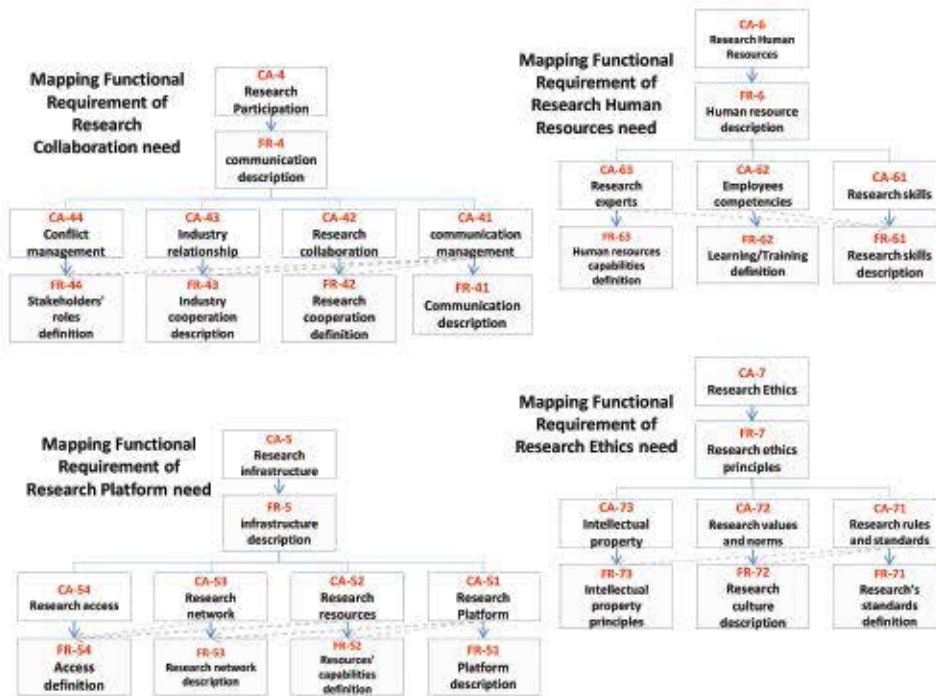 Mapping Functional
Requirement of
Research
Collaboration need
CA-4
Research
Participation
FR-4
communication
description
CA-44
Conflict
management
CA-43
Industry
relationship
CA-42
Research
collaboration
CA-41
communication
management
FR-44
Stakeholders'
roles
definition
FR-43
Industry
cooperation
description
FR-42
Research
cooperation
definition
FR-41
Communication
description
Mapping Functional
Requirement of
Research Human
Resources need
CA-6
Research Human
Resources
FR-6
Human resource
description
CA-63
Research
experts
CA-62
Employees
competencies
CA-61
Research skills
FR-63
Human resources
capabilities
definition
FR-62
Learning/Training
definition
FR-61
Research skills
description
Mapping Functional
Requirement of
Research Platform need
CA-5
Research
infrastructure
FR-5
infrastructure
description
CA-54
Research access
CA-53
Research
network
CA-52
Research
resources
CA-51
Research
Platform
FR-54
Access
definition
FR-53
Research network
description
FR-52
Resources'
capabilities
definition
FR-51
Platform
description
Mapping Functional
Requirement of
Research Ethics need
CA-7
Research Ethics
FR-7
Research ethics
principles
CA-73
Intellectual
property
CA-72
Research values
and norms
CA-71
Research rules
and standards
FR-73
Intellectual
property
principles
FR-72
Research
culture description
FR-71
Research's
standards
definition